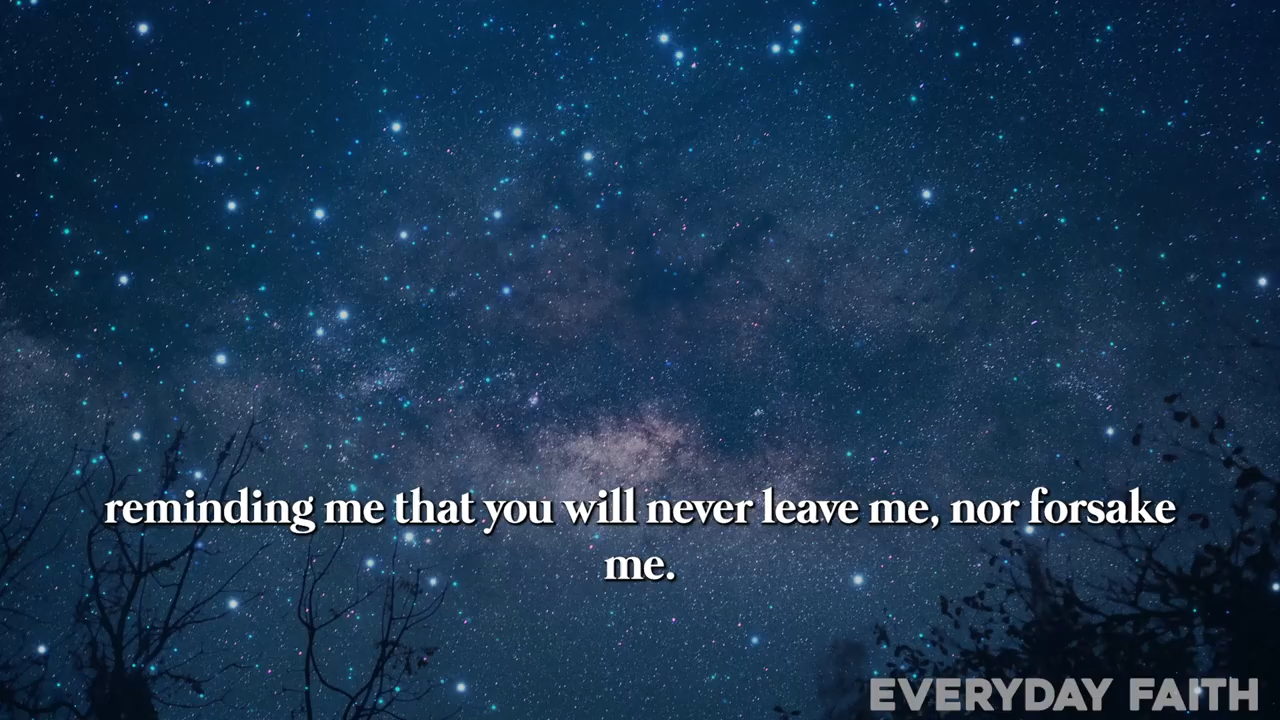 reminding me that you will never leave me, nor forsake
me.
EVERYDAY FAITH